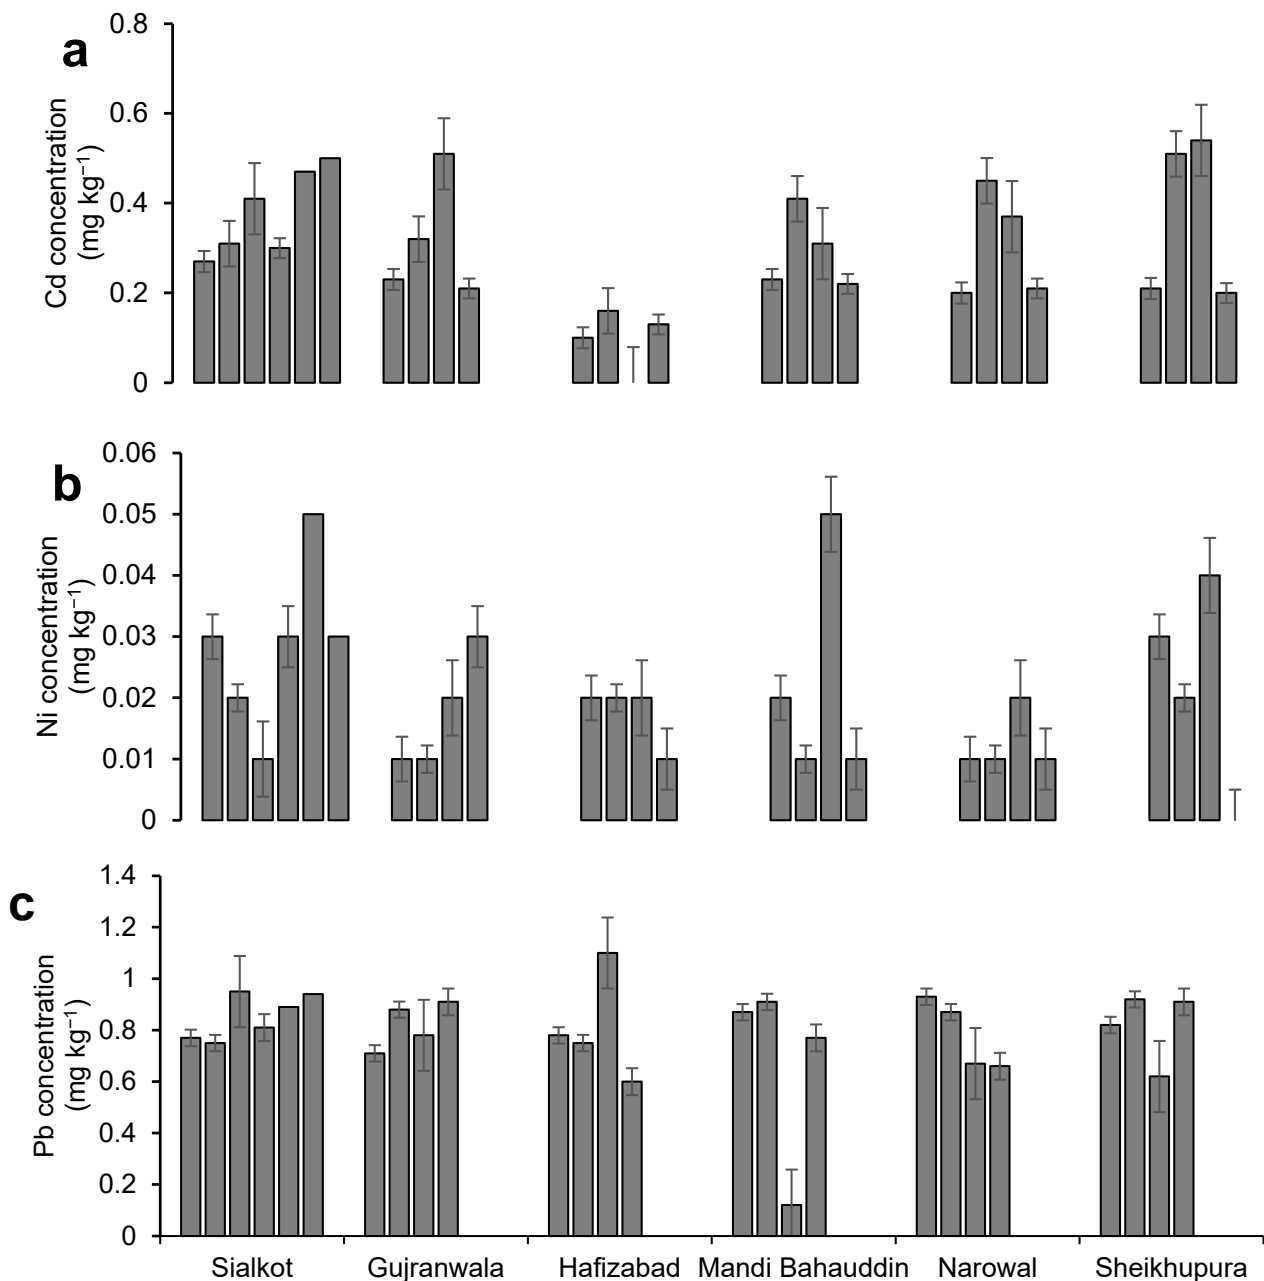 a
Cd concentration
(mg kg⁻¹)
0.8
0.6
0.4
0.2
0
b
Ni concentration
(mg kg⁻¹)
0.06
0.05
0.04
0.03
0.02
0.01
0
c
Pb concentration
(mg kg⁻¹)
1.4
1.2
1
0.8
0.6
0.4
0.2
0
Sialkot Gujranwala Hafizabad Mandi Bahauddin Narowal Sheikhupura